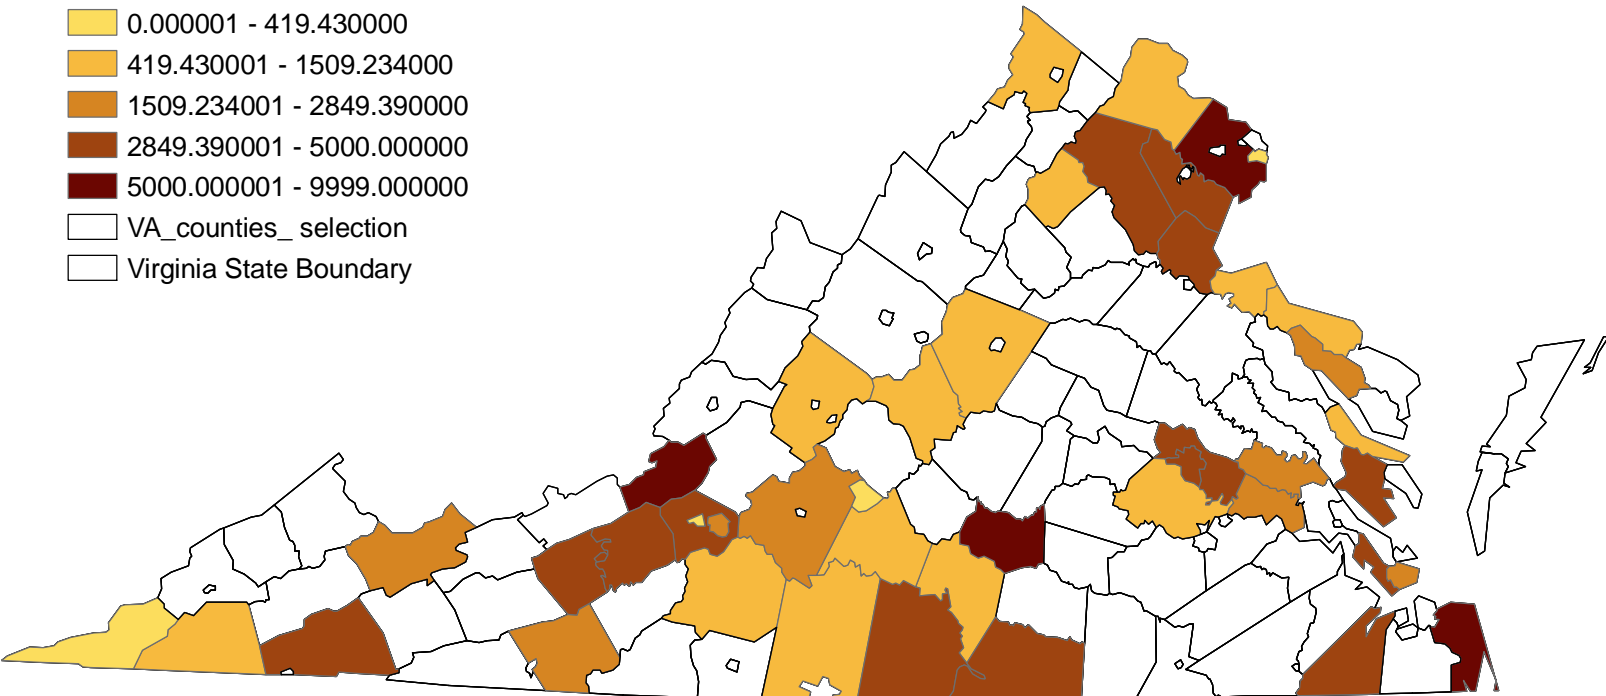 0.000001 - 419.430000
419.430001 - 1509.234000
1509.234001 - 2849.390000
2849.390001 - 5000.000000
5000.000001 - 9999.000000
VA_counties_ selection
Virginia State Boundary